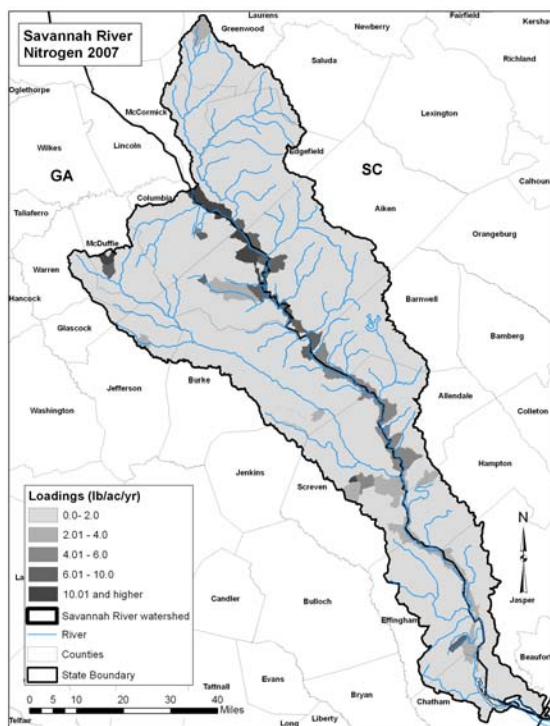 Savannah River
Nitrogen 2007
Laurens
Greenwood
Newberry
Fairfield
Kershaw
Saluda
Richland
Oglethorpe
McCormick
Wilkes
Lincoln
Lexington
Edgefield
GA
SC
Calhoun
Columbia
Taliaferro
Aiken
McDuffie
Orangeburg
Warren
Hancock
Barnwell
Glascock
Bamberg
Jefferson
Burke
Washington
Allendale
Colleton
Jenkins
Hampton
Screven
Loadings (lb/ac/yr)
0.0- 2.0
2.01 - 4.0
4.01 - 6.0
6.01 - 10.0
10.01 and higher
Savannah River watershed
River
Counties
State Boundary
N
Candler
Bulloch
Jasper
Effingham
Beaufort
0 5 10 20 30 40
Miles
Tattnall
Evans
Bryan
Chatham
Telfair
Long
Liberty